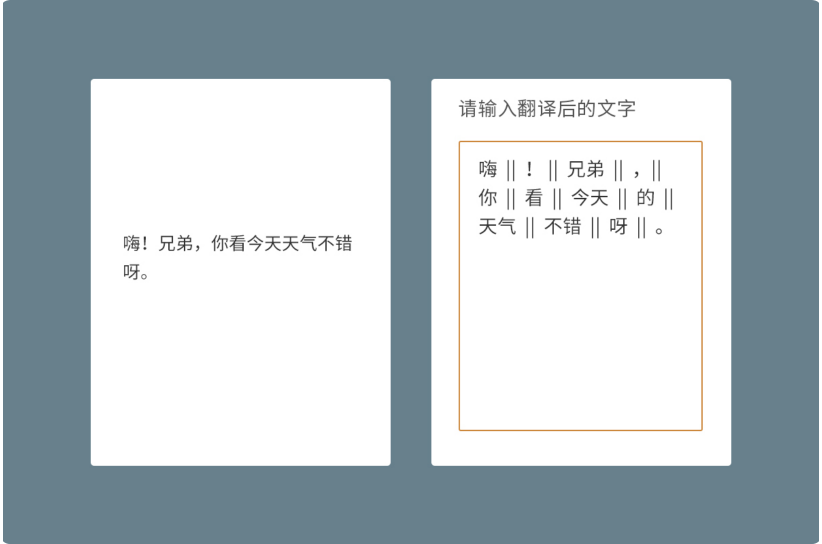 嗨！兄弟，你看今天天气不错
呀。
请输入翻译后的文字
嗨 || ！ || 兄弟 || ，||
你 || 看 || 今天 || 的 ||
天气 || 不错 || 呀 || 。